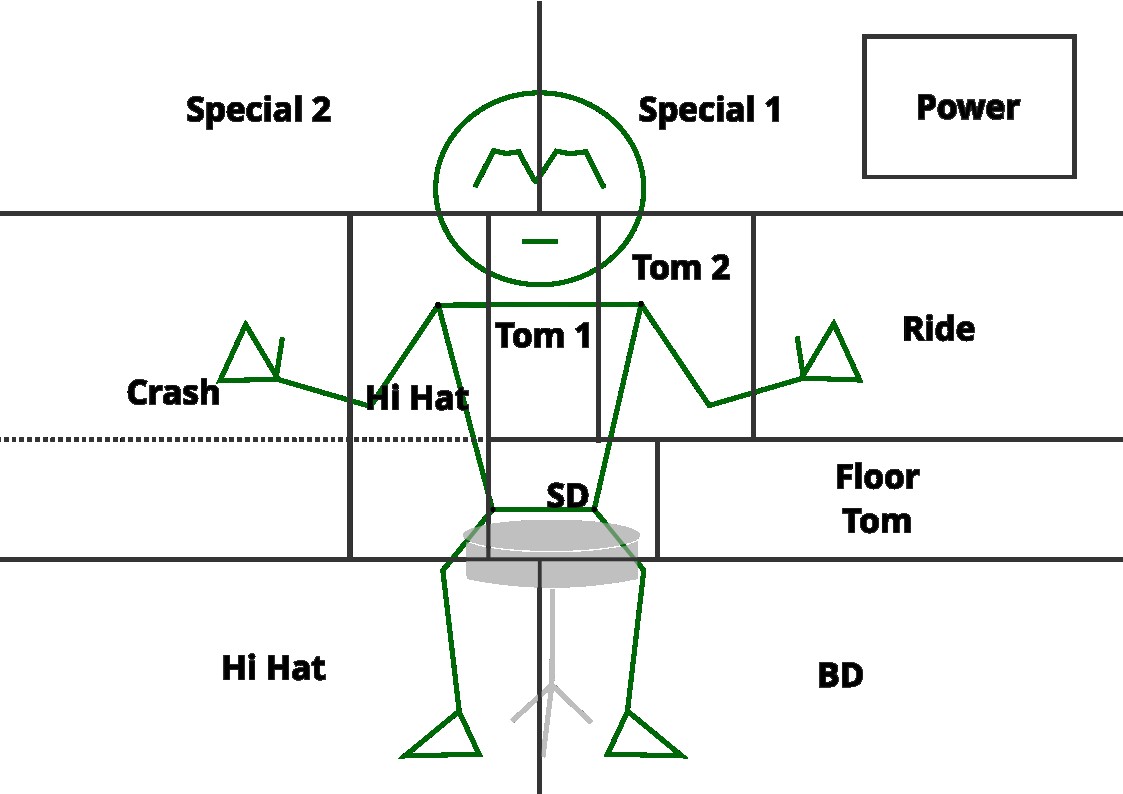 Special 2
Special 1
Power
Tom 2
Tom 1
Ride
Crash
Hi Hat
SD
Floor
Tom
Hi Hat
BD